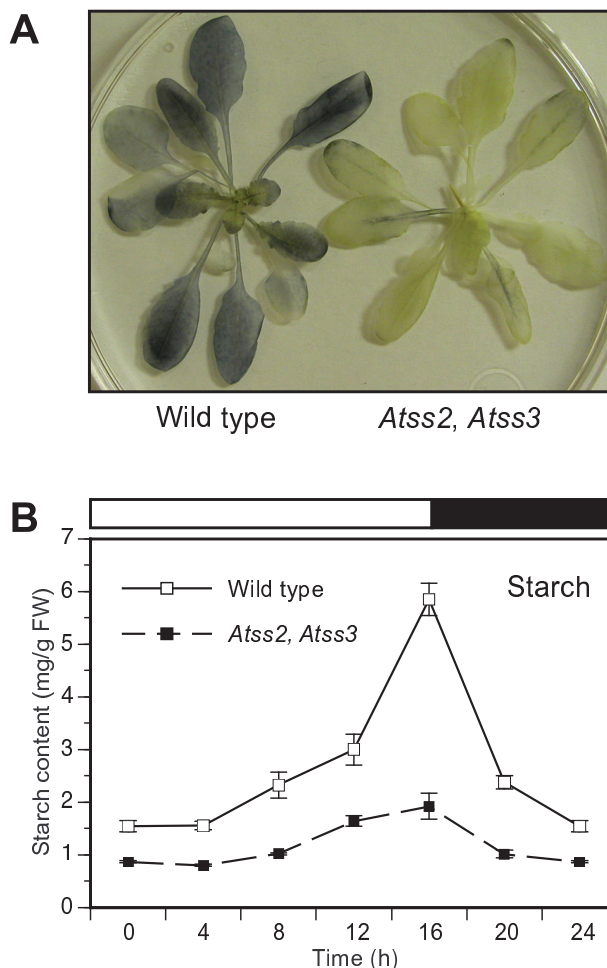 A
Wild type
Atss2, Atss3
B
7
6
5
4
3
2
1
0
Starch content (mg/g FW)
Wild type
Atss2, Atss3
Starch
0 4 8 12 16 20 24
Time (h)